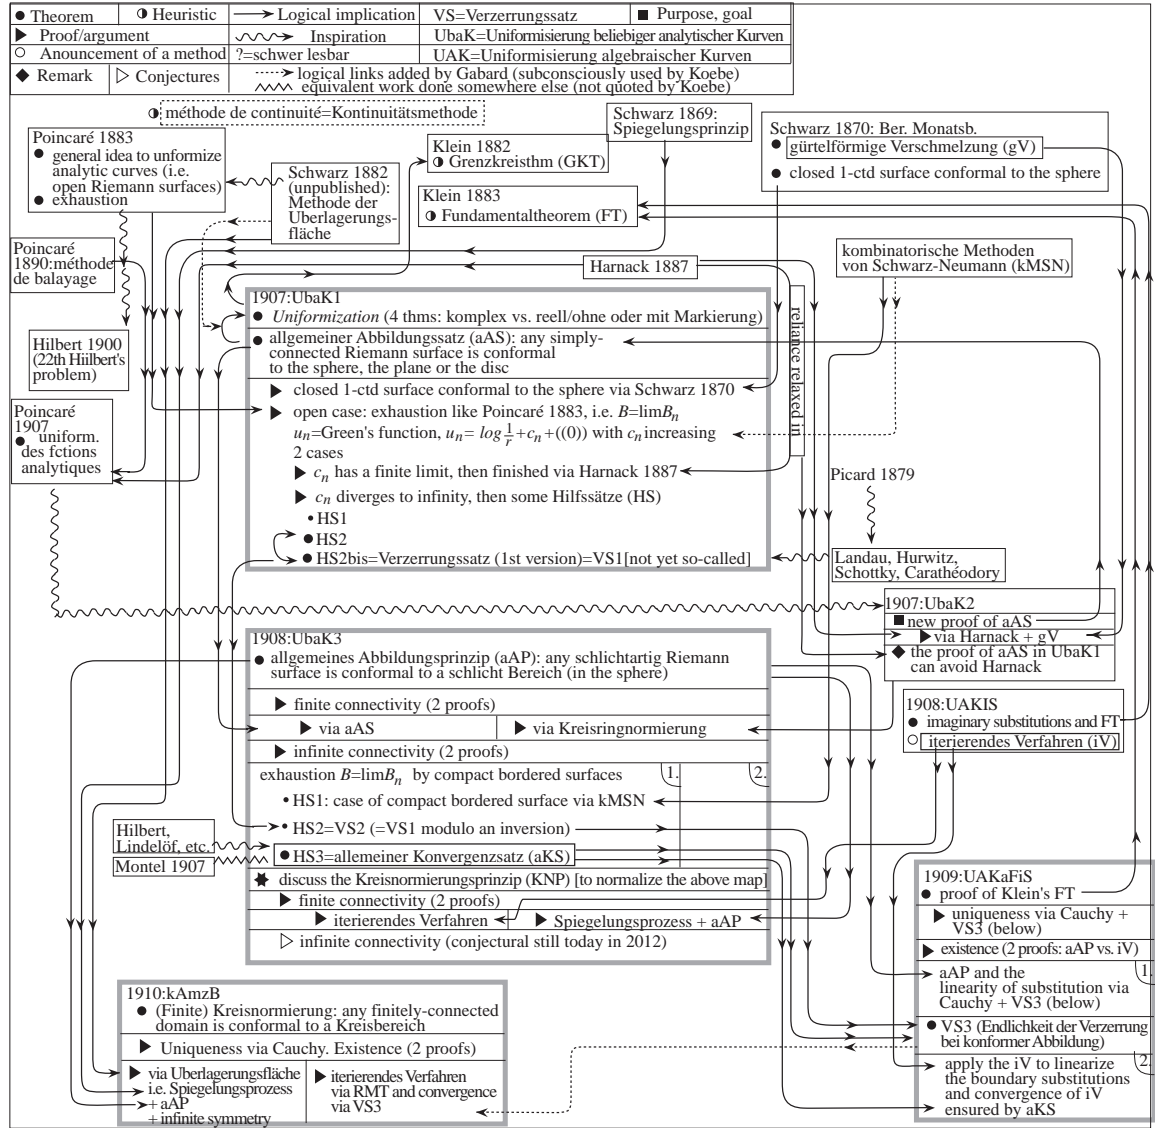 ● Theorem
◑ Heuristic
Logical implication
VS=Verzerrungssatz
■ Purpose, goal
▶ Proof/argument
Inspiration
UbaK=Uniformisierung beliebiger analytischer Kurven
○ Anouncement of a method
?=schwer lesbar
UAK=Uniformisierung algebraischer Kurven
◆ Remark
▷ Conjectures
logical links added by Gabard (subconsciously used by Koebe)
equivalent work done somewhere else (not quoted by Koebe)
◑ méthode de continuité=Kontinuitätsmethode
Poincaré 1883
● general idea to unformize
analytic curves (i.e.
open Riemann surfaces)
● exhaustion
Schwarz 1882
(unpublished):
Methode der
Uberlagerungs-
fläche
Klein 1882
◑ Grenzkreisthm (GKT)
Klein 1883
◑ Fundamentaltheorem (FT)
Schwarz 1869:
Spiegelungsprinzip
Schwarz 1870: Ber. Monatsb.
● gürtelförmige Verschmelzung (gV)
● closed 1-ctd surface conformal to the sphere
Poincaré
1890:méthode
de balayage
Harnack 1887
kombinatorische Methoden
von Schwarz-Neumann (kMSN)
Hilbert 1900
(22th Hiilbert's
problem)
Poincaré
1907
● uniform.
des fctions
analytiques
1907:UbaK1
● Uniformization (4 thms: komplex vs. reell/ohne oder mit Markierung)
● allgemeiner Abbildungssatz (aAS): any simply-
connected Riemann surface is conformal
to the sphere, the plane or the disc
▶ closed 1-ctd surface conformal to the sphere via Schwarz 1870
▶ open case: exhaustion like Poincaré 1883, i.e. B=limBn
un=Green's function, un= log 1/r +cn+((0)) with cn increasing
2 cases
▶ cn has a finite limit, then finished via Harnack 1887
▶ cn diverges to infinity, then some Hilfssätze (HS)
• HS1
● HS2
● HS2bis=Verzerrungssatz (1st version)=VS1[not yet so-called]
reliance relaxed in
Picard 1879
Landau, Hurwitz,
Schottky, Carathéodory
1907:UbaK2
■ new proof of aAS
▶ via Harnack + gV
◆ the proof of aAS in UbaK1
can avoid Harnack
1908:UbaK3
● allgemeines Abbildungsprinzip (aAP): any schlichtartig Riemann
surface is conformal to a schlicht Bereich (in the sphere)
▶ finite connectivity (2 proofs)
▶ via aAS
▶ via Kreisringnormierung
▶ infinite connectivity (2 proofs)
exhaustion B=limBn by compact bordered surfaces
1.
2.
• HS1: case of compact bordered surface via kMSN
• HS2=VS2 (=VS1 modulo an inversion)
● HS3=allemeiner Konvergenzsatz (aKS)
discuss the Kreisnormierungsprinzip (KNP) [to normalize the above map]
▶ finite connectivity (2 proofs)
▶ iterierendes Verfahren
▶ Spiegelungsprozess + aAP
▷ infinite connectivity (conjectural still today in 2012)
Hilbert,
Lindelöf, etc.
Montel 1907
1908:UAKIS
● imaginary substitutions and FT
○ iterierendes Verfahren (iV)
1909:UAKaFiS
● proof of Klein's FT
▶ uniqueness via Cauchy +
VS3 (below)
▶ existence (2 proofs: aAP vs. iV)
1.
aAP and the
linearity of substitution via
Cauchy + VS3 (below)
● VS3 (Endlichkeit der Verzerrung
bei konformer Abbildung)
2.
apply the iV to linearize
the boundary substitutions
and convergence of iV
ensured by aKS
1910:kAmzB
● (Finite) Kreisnormierung: any finitely-connected
domain is conformal to a Kreisbereich
▶ Uniqueness via Cauchy. Existence (2 proofs)
▶ via Uberlagerungsfläche
i.e. Spiegelungsprozess
+ aAP
+ infinite symmetry
▶ iterierendes Verfahren
via RMT and convergence
via VS3